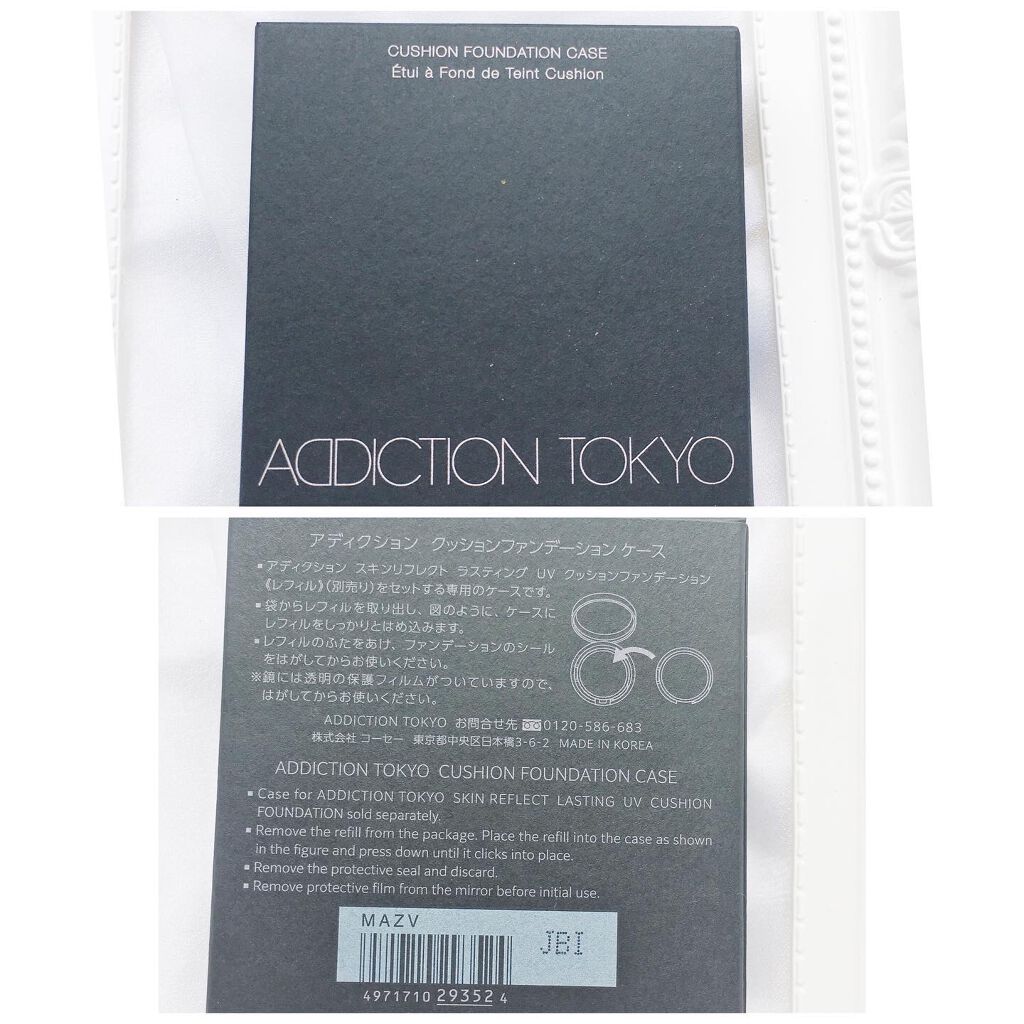 CUSHION FOUNDATION CASE
Étui à Fond de Teint Cushion
ADDICTION TOKYO
アディクション クッションファンデーション ケース
▪アディクション スキンリフレクト ラスティング UV クッションファンデーション
《レフィル》(別売り)をセットする専用のケースです。
▪袋からレフィルを取り出し、図のように、ケースに
レフィルをしっかりとはめ込みます。
▪レフィルのふたをあけ、ファンデーションのシール
をはがしてからお使いください。
※鏡には透明の保護フィルムがついていますので、
はがしてからお使いください。
ADDICTION TOKYO お問合せ先 0120-586-683
株式会社 コーセー 東京都中央区日本橋3-6-2 MADE IN KOREA
ADDICTION TOKYO CUSHION FOUNDATION CASE
▪ Case for ADDICTION TOKYO SKIN REFLECT LASTING UV CUSHION
FOUNDATION sold separately.
▪ Remove the refill from the package. Place the refill into the case as shown
in the figure and press down until it clicks into place.
▪ Remove the protective seal and discard.
▪ Remove protective film from the mirror before initial use.
MAZV
JBI
4971710 29352 4